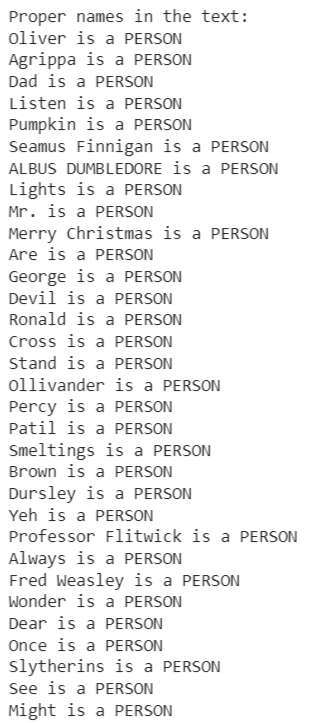 Proper names in the text:
Oliver is a PERSON
Agrippa is a PERSON
Dad is a PERSON
Listen is a PERSON
Pumpkin is a PERSON
Seamus Finnigan is a PERSON
ALBUS DUMBLEDORE is a PERSON
Lights is a PERSON
Mr. is a PERSON
Merry Christmas is a PERSON
Are is a PERSON
George is a PERSON
Devil is a PERSON
Ronald is a PERSON
Cross is a PERSON
Stand is a PERSON
Ollivander is a PERSON
Percy is a PERSON
Patil is a PERSON
Smeltings is a PERSON
Brown is a PERSON
Dursley is a PERSON
Yeh is a PERSON
Professor Flitwick is a PERSON
Always is a PERSON
Fred Weasley is a PERSON
Wonder is a PERSON
Dear is a PERSON
Once is a PERSON
Slytherins is a PERSON
See is a PERSON
Might is a PERSON